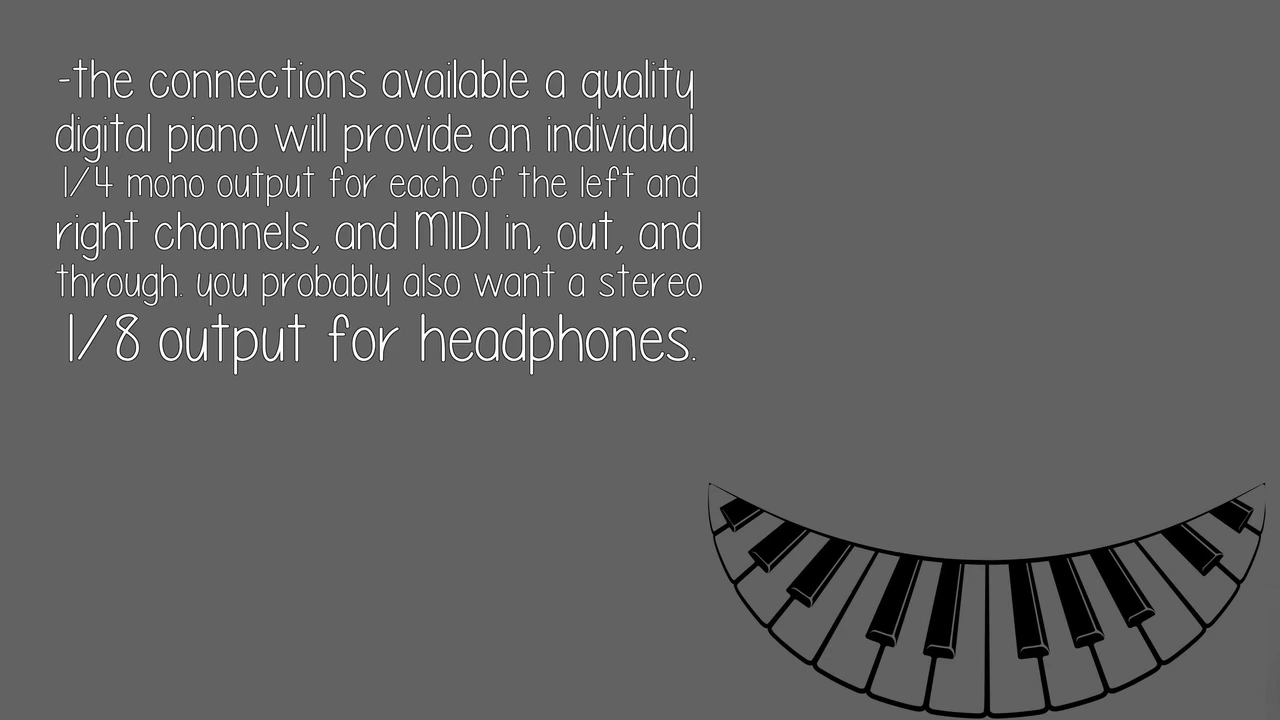 -the connections available a quality
digital piano will provide an individual
1/4 mono output for each of the left and
right channels, and MIDI in, out, and
through. you probably also want a stereo
1/8 output for headphones.